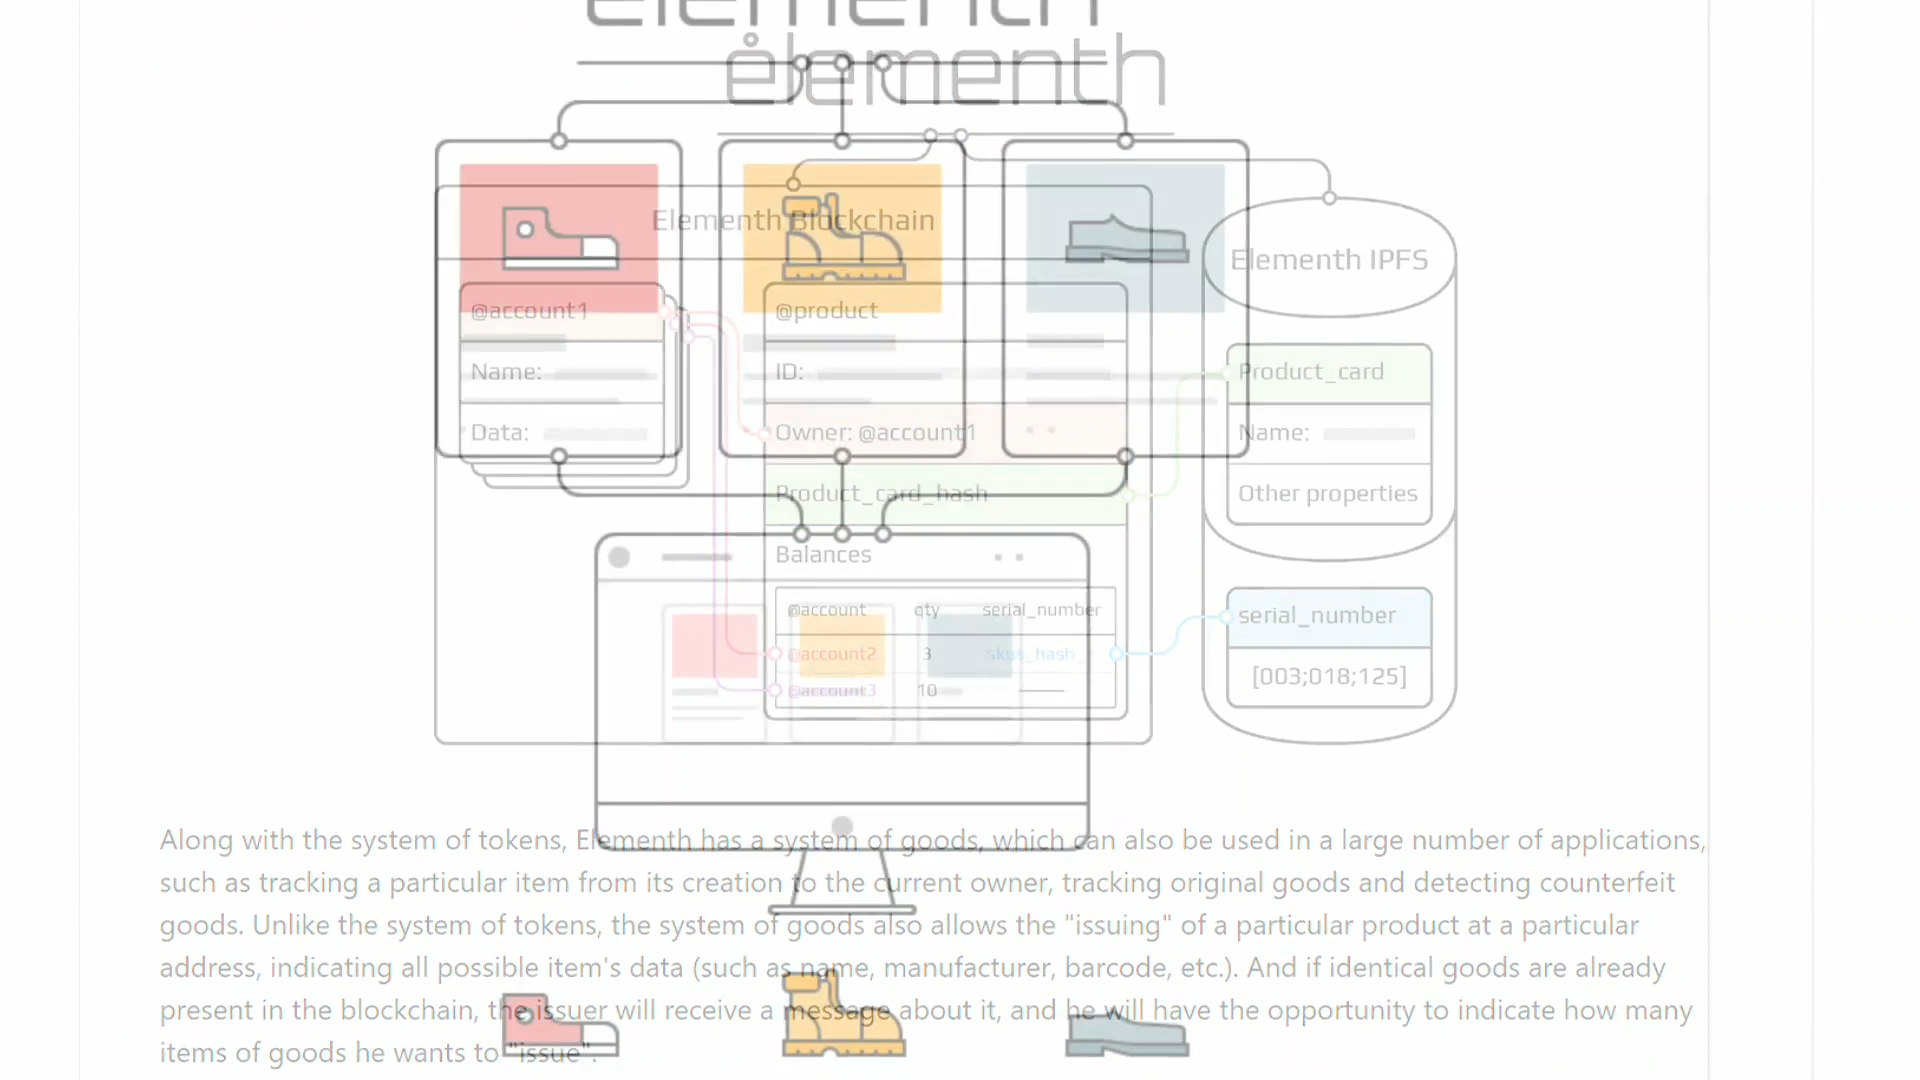 elementh
elementh
Elementh Blockchain
Elementh IPFS
@account1
Name:
Data:
@product
ID:
Owner: @account1
Product_card_hash
Balances
@account qty serial_number
@account2 3 skus_hash
@account3 10
Product_card
Name:
Other properties
serial_number
[003;018;125]
Along with the system of tokens, Elementh has a system of goods, which can also be used in a large number of applications,
such as tracking a particular item from its creation to the current owner, tracking original goods and detecting counterfeit
goods. Unlike the system of tokens, the system of goods also allows the "issuing" of a particular product at a particular
address, indicating all possible item's data (such as name, manufacturer, barcode, etc.). And if identical goods are already
present in the blockchain, the issuer will receive a message about it, and he will have the opportunity to indicate how many
items of goods he wants to "issue".